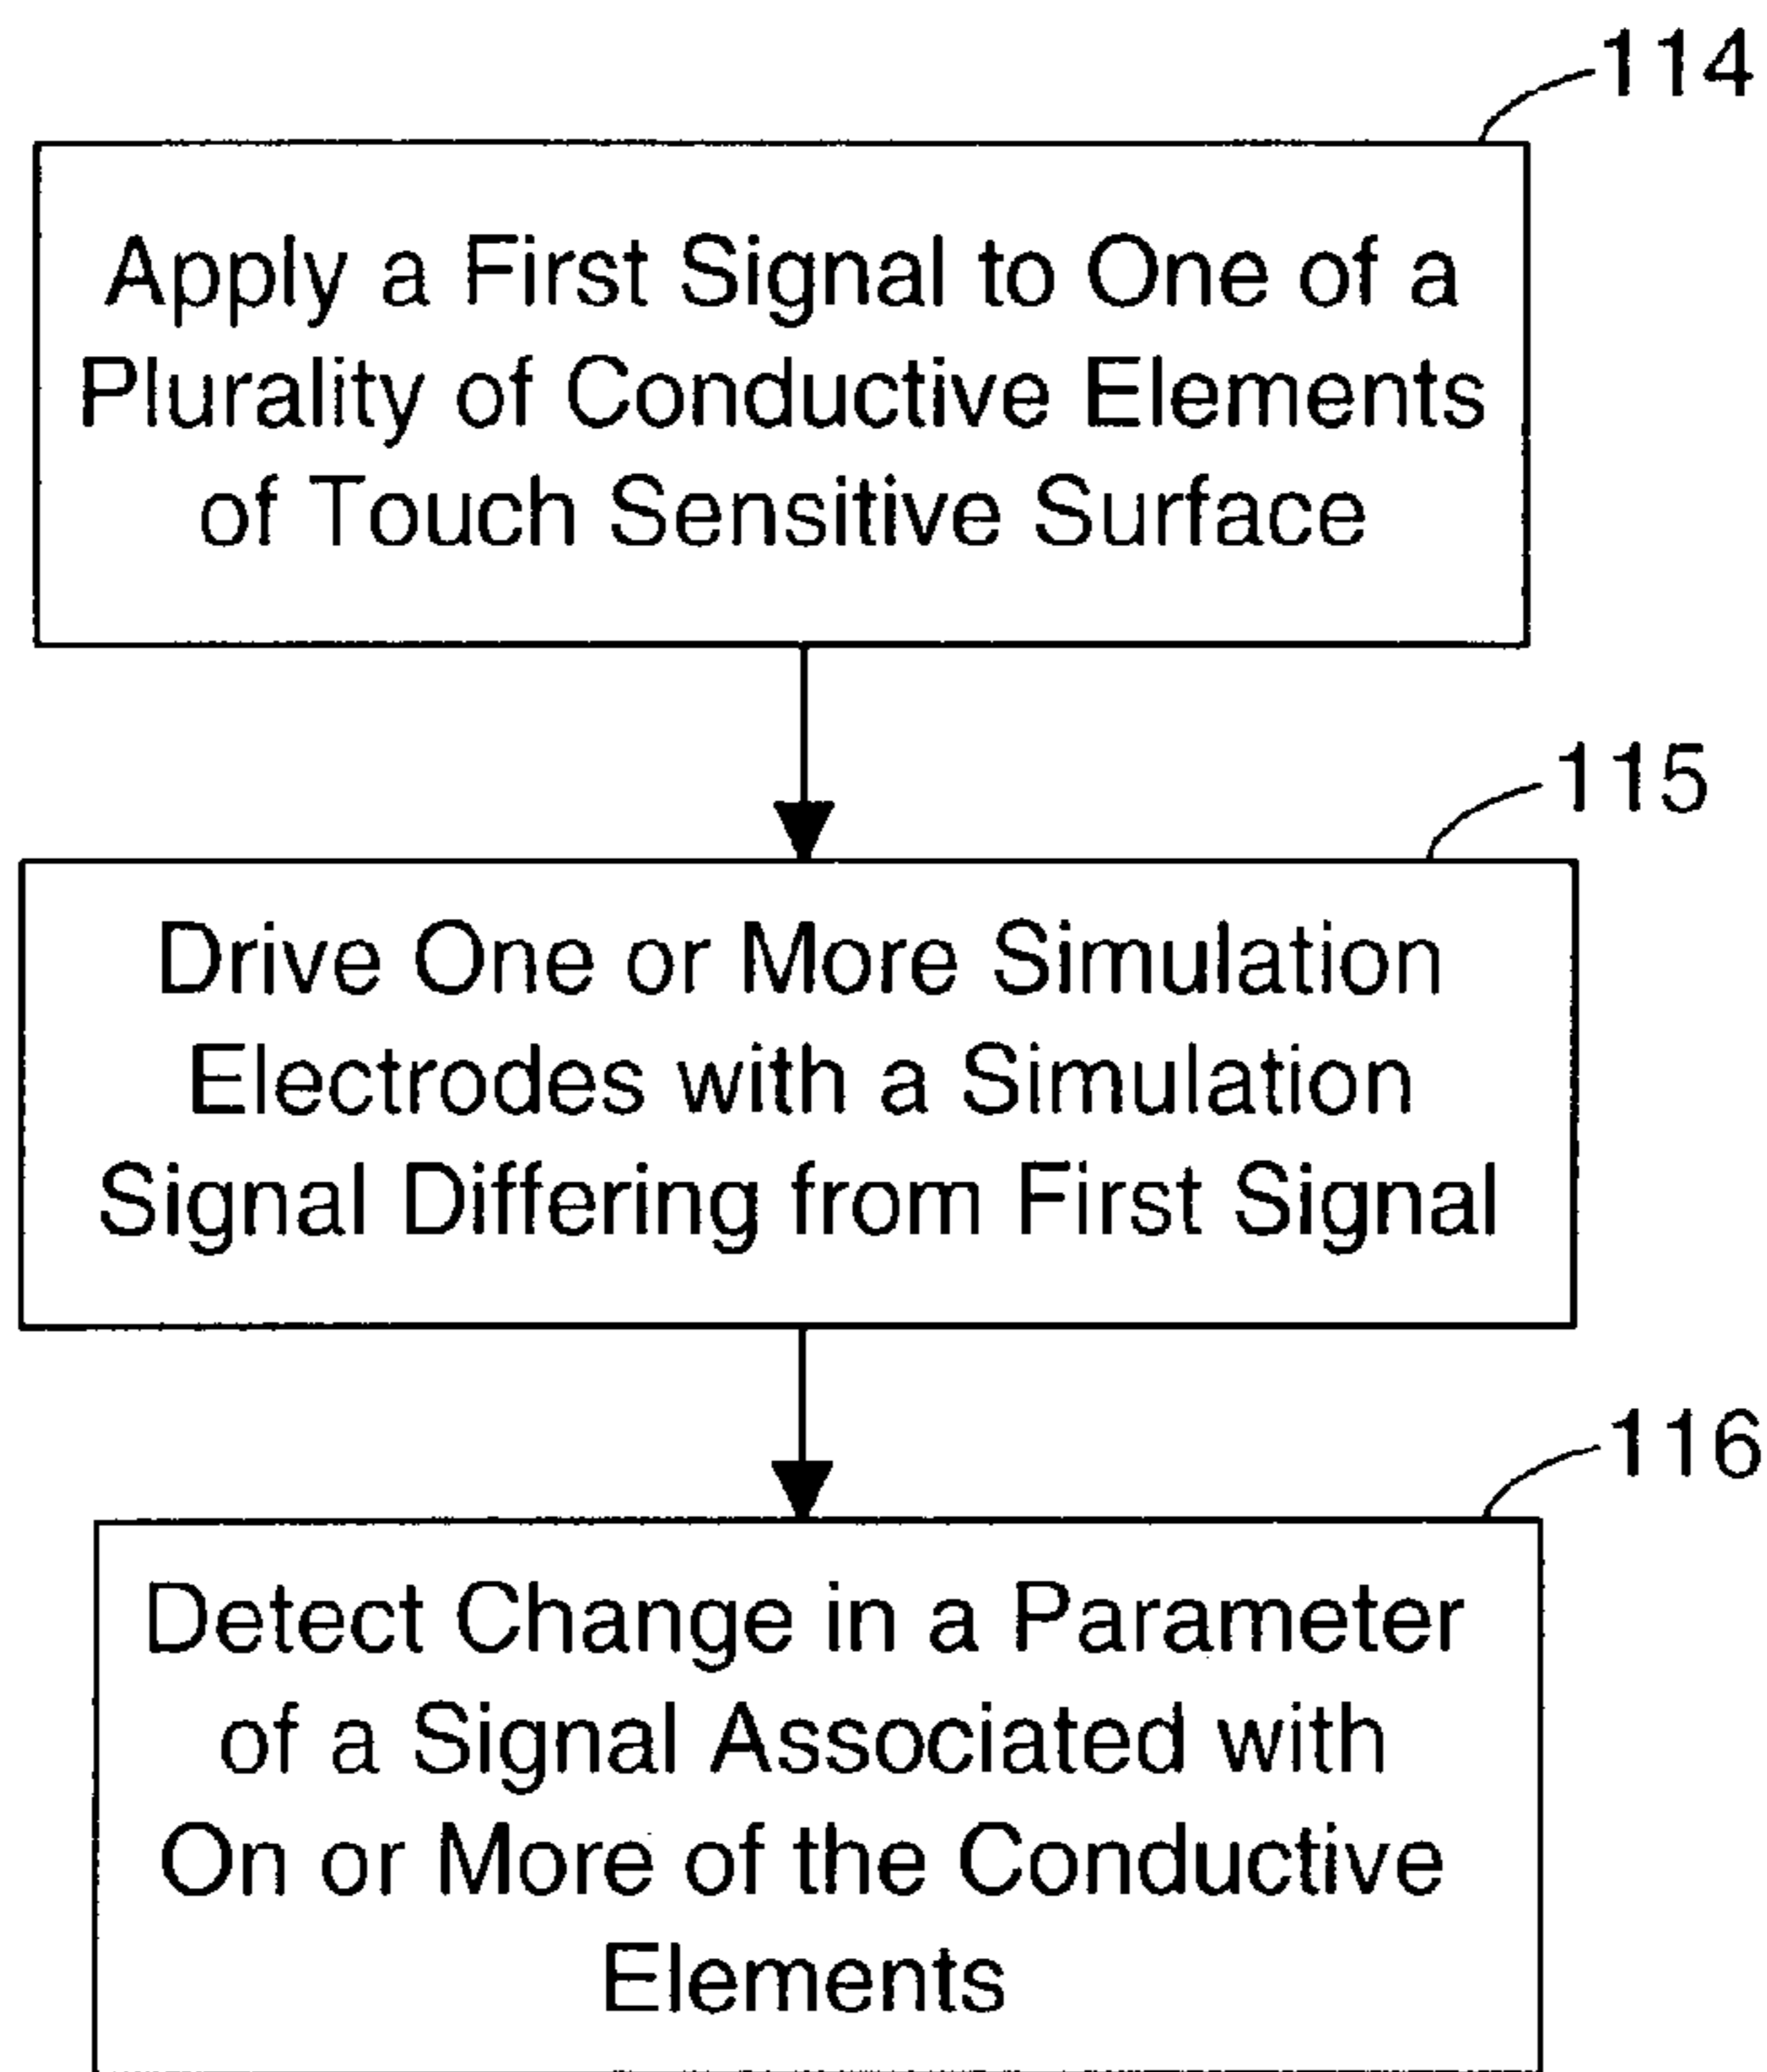 114
Apply a First Signal to One of a
Plurality of Conductive Elements
of Touch Sensitive Surface
115
Drive One or More Simulation
Electrodes with a Simulation
Signal Differing from First Signal
116
Detect Change in a Parameter
of a Signal Associated with
On or More of the Conductive
Elements